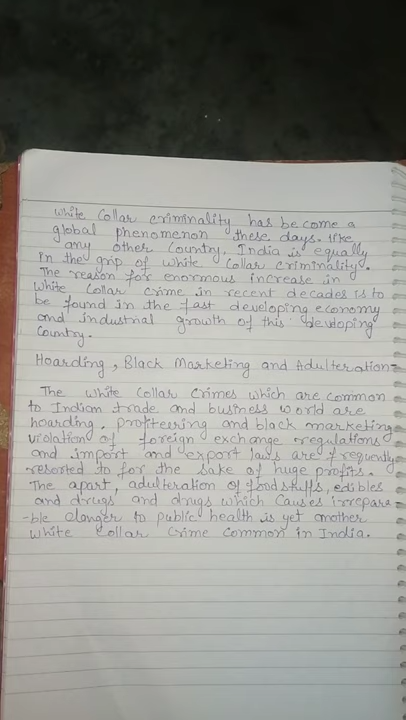 White Collar criminality has become a
global phenomenon these days. like
any other Country. India is equally
In the grip of white Collar criminality.
The reason for enormous increase in
White Collar crime in recent decades is to
be found in the fast developing economy
and industrial growth of this developing
Country.
Hoarding, Black Marketing and Adulteration-
The White Collar Crimes which are common
to Indian trade and business world are
hoarding, profiteering and black marketing
violation of foreign exchange regulations
and import and export laws are frequently
resorted to for the sake of huge profits.
The apart, adulteration of foodstuffs, edibles
and drugs and drugs which Causes irrepare-
-ble danger to public health is yet another
White Collar Crime Common in India.